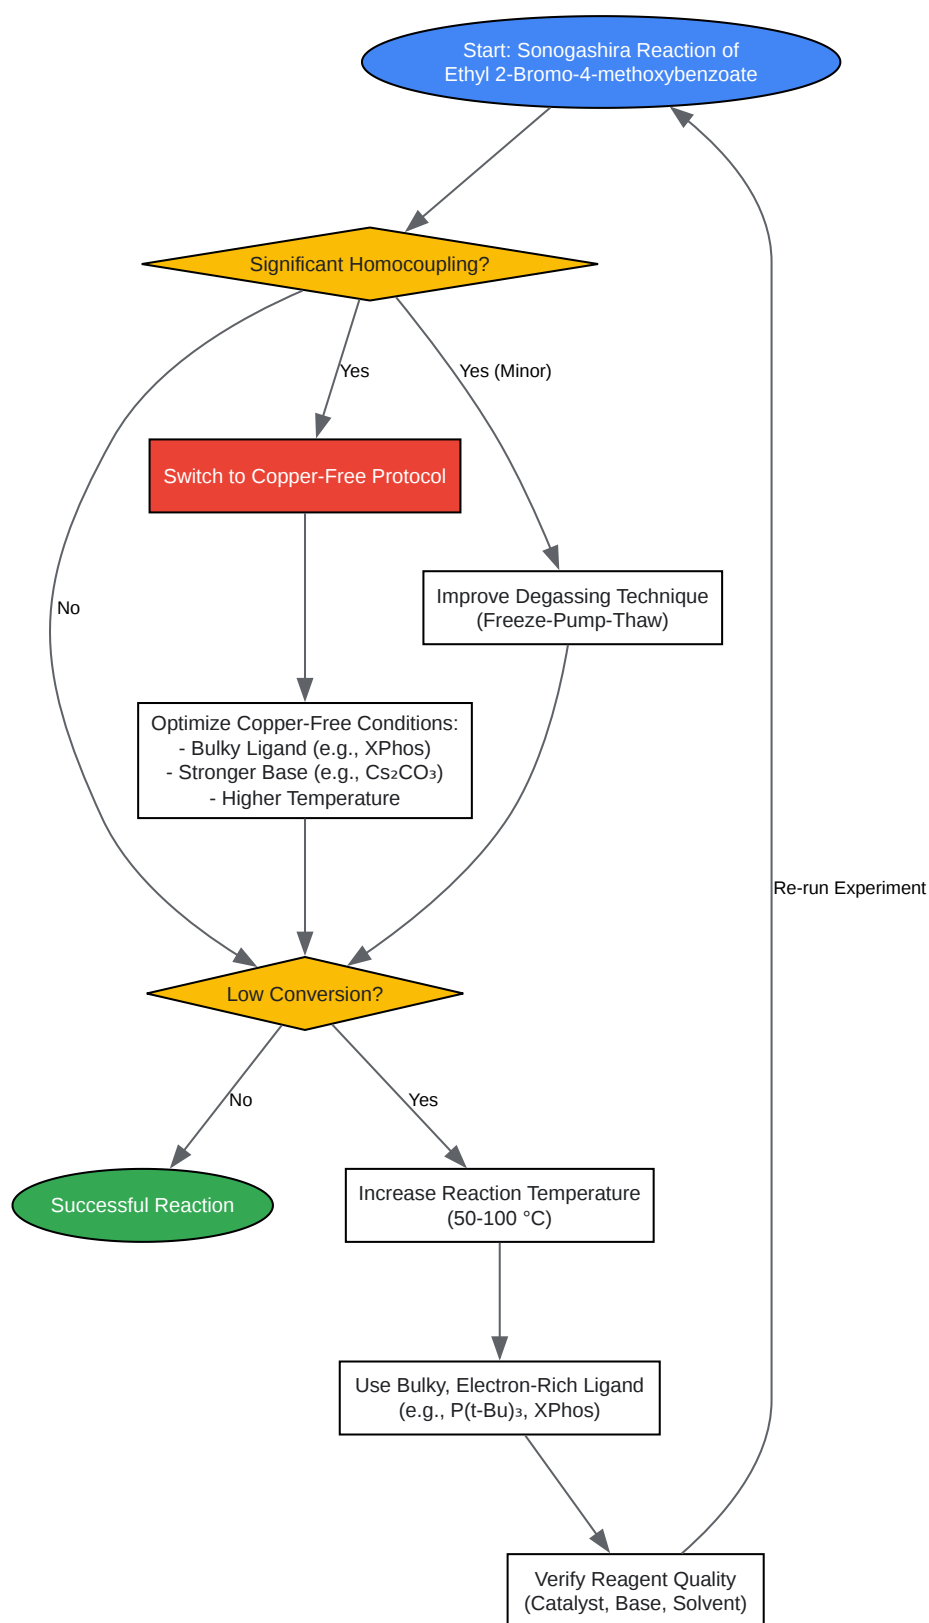 Start: Sonogashira Reaction of
Ethyl 2-Bromo-4-methoxybenzoate
Significant Homocoupling?
Yes
Yes (Minor)
Switch to Copper-Free Protocol
Improve Degassing Technique
(Freeze-Pump-Thaw)
No
Optimize Copper-Free Conditions:
- Bulky Ligand (e.g., XPhos)
- Stronger Base (e.g., Cs₂CO₃)
- Higher Temperature
Re-run Experiment
Low Conversion?
No
Yes
Successful Reaction
Increase Reaction Temperature
(50-100 °C)
Use Bulky, Electron-Rich Ligand
(e.g., P(t-Bu)₃, XPhos)
Verify Reagent Quality
(Catalyst, Base, Solvent)